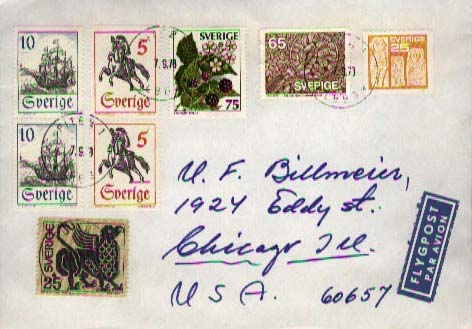 10
Sverige
5
Sverige
SVERIGE
75
65
SVERIGE
SVERIGE
25
10
Sverige
5
Sverige
SVERIGE
25
U. F. Billmeier,
1924 Eddy st.
Chicago Ill.
U S A. 60657
FLYGPOST
PAR AVION